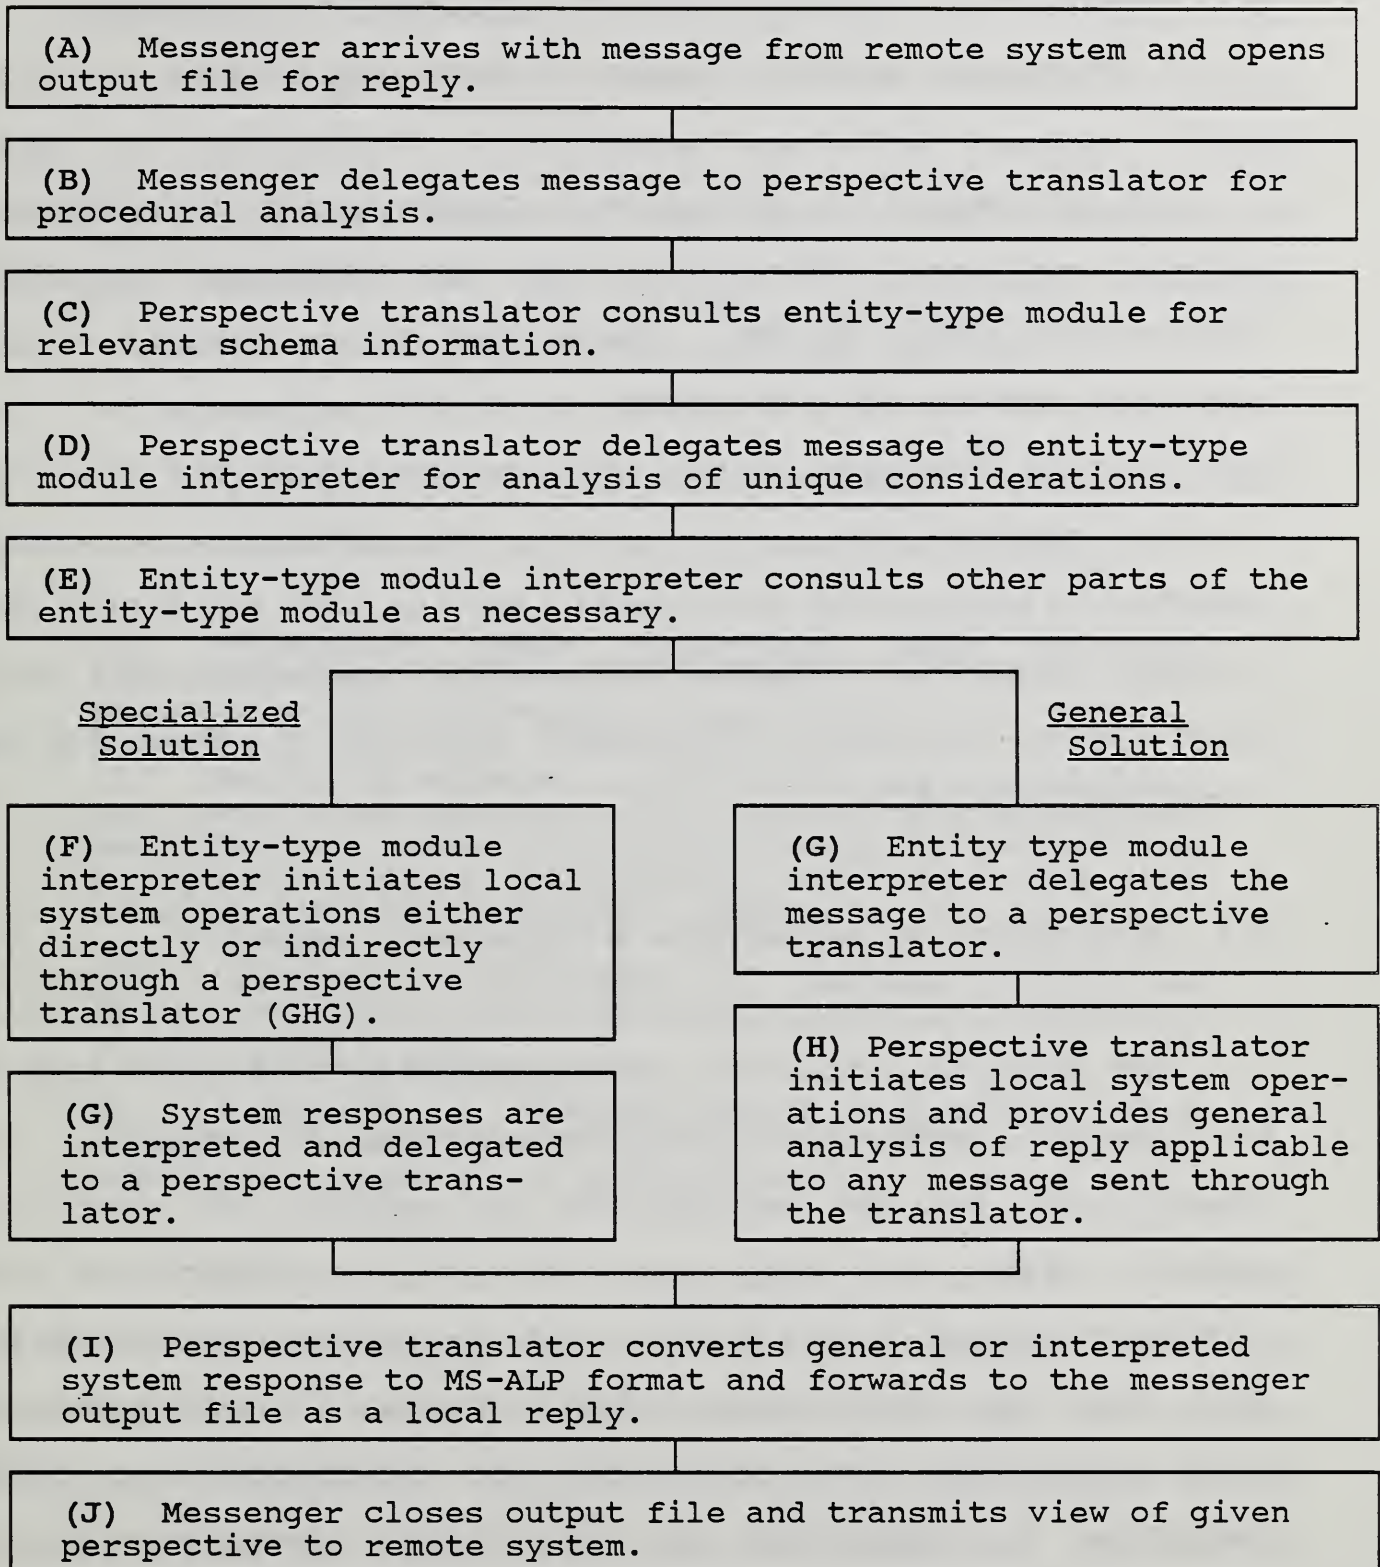 (A) Messenger arrives with message from remote system and opens
output file for reply.
(B) Messenger delegates message to perspective translator for
procedural analysis.
(C) Perspective translator consults entity-type module for
relevant schema information.
(D) Perspective translator delegates message to entity-type
module interpreter for analysis of unique considerations.
(E) Entity-type module interpreter consults other parts of the
entity-type module as necessary.
Specialized
Solution
General
Solution
(F) Entity-type module
interpreter initiates local
system operations either
directly or indirectly
through a perspective
translator (GHG).
(G) System responses are
interpreted and delegated
to a perspective trans-
lator.
(G) Entity type module
interpreter delegates the
message to a perspective
translator.
(H) Perspective translator
initiates local system oper-
ations and provides general
analysis of reply applicable
to any message sent through
the translator.
(I) Perspective translator converts general or interpreted
system response to MS-ALP format and forwards to the messenger
output file as a local reply.
(J) Messenger closes output file and transmits view of given
perspective to remote system.